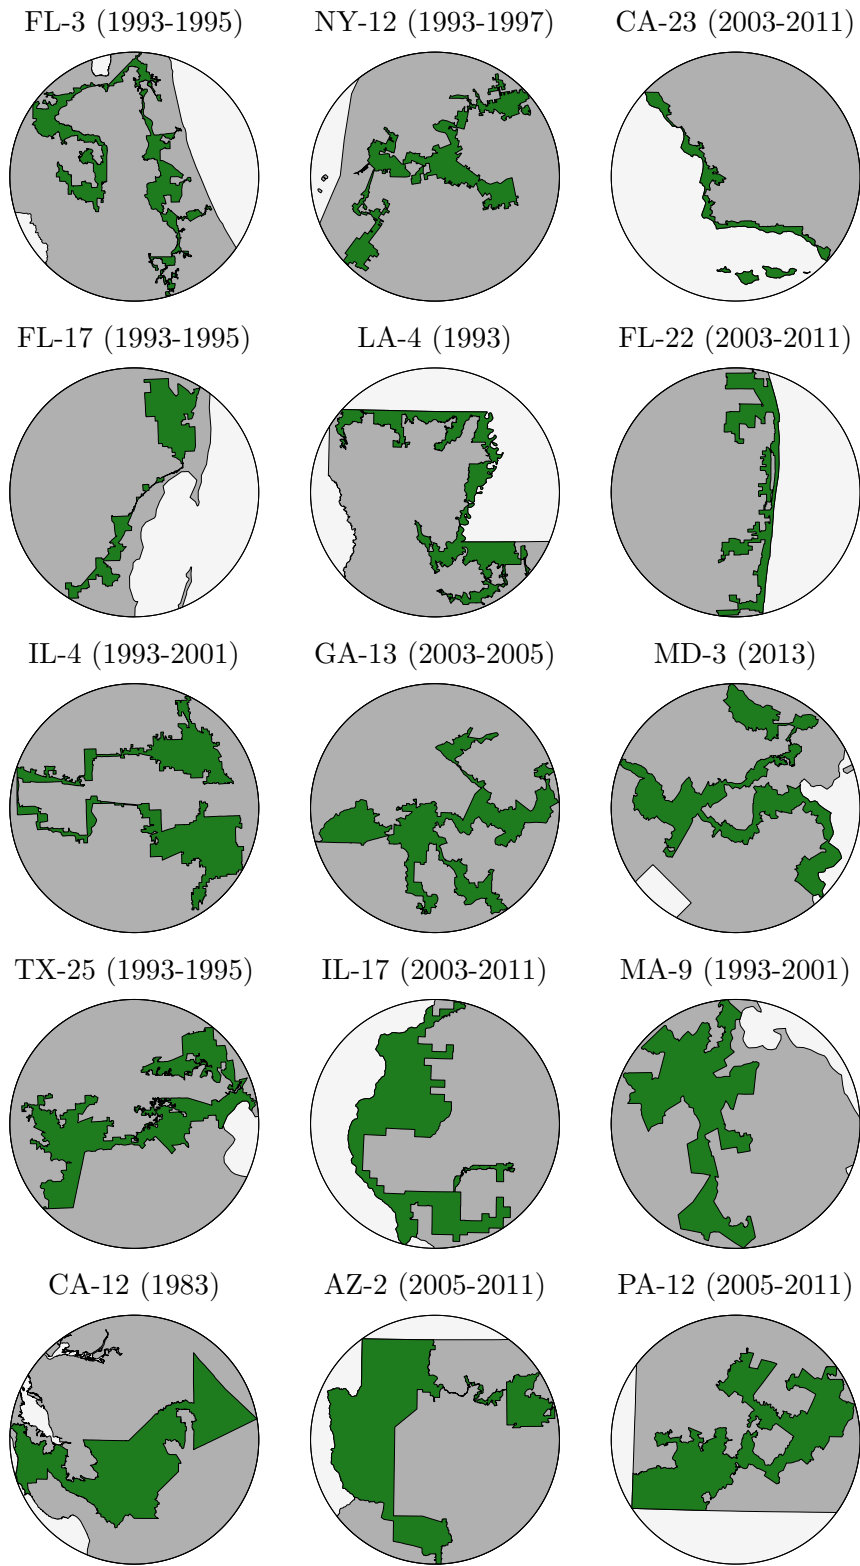 FL-3 (1993-1995)
NY-12 (1993-1997)
CA-23 (2003-2011)
FL-17 (1993-1995)
LA-4 (1993)
FL-22 (2003-2011)
IL-4 (1993-2001)
GA-13 (2003-2005)
MD-3 (2013)
TX-25 (1993-1995)
IL-17 (2003-2011)
MA-9 (1993-2001)
CA-12 (1983)
AZ-2 (2005-2011)
PA-12 (2005-2011)